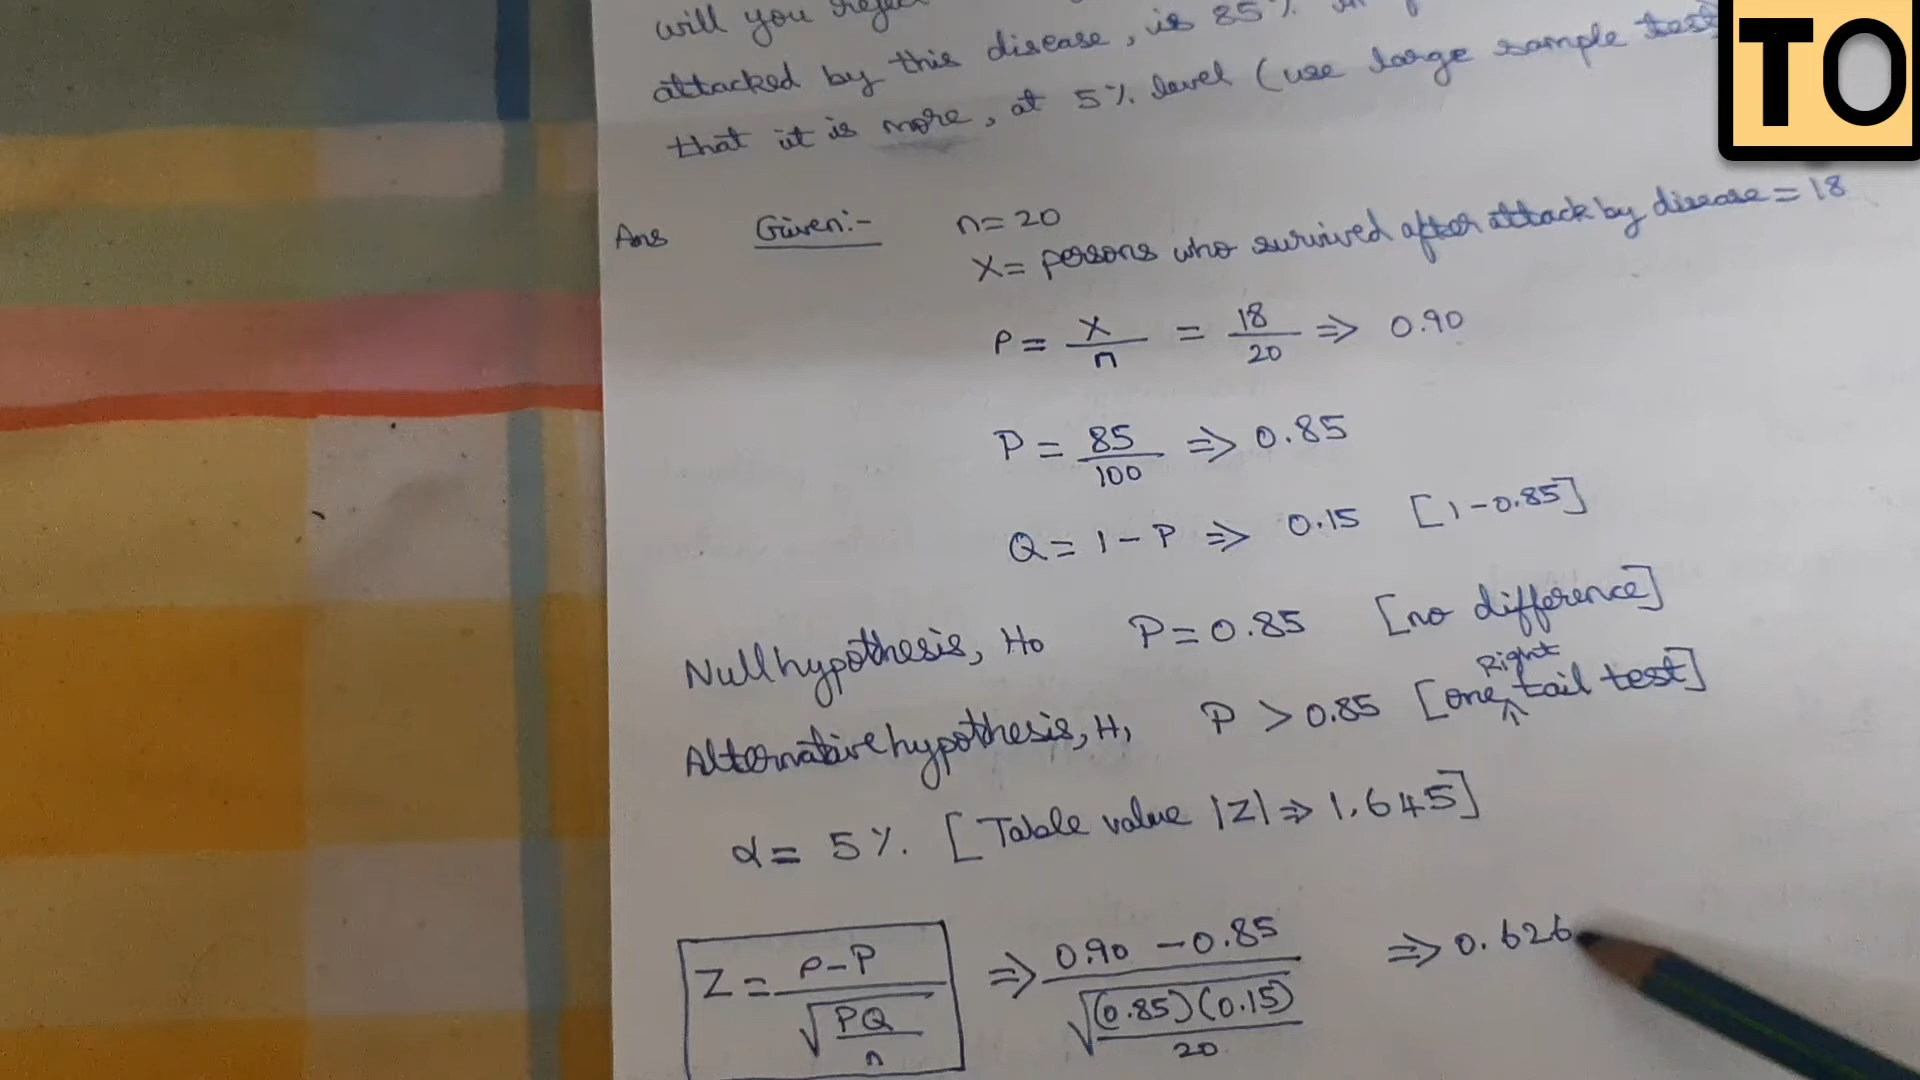 will you reject
attacked by this disease, is 85%. in
that it is more, at 5%. level (use large sample test
TO
Ans Given:- n=20
X= persons who survived after attack by disease = 18
p = X/n = 18/20 => 0.90
P = 85/100 => 0.85
Q = 1 - P => 0.15 [1-0.85]
Null hypothesis, H₀ P=0.85 [no difference]
Right
Alternative hypothesis, H₁ P > 0.85 [one ^ tail test]
α = 5%. [Table value |Z| => 1.645]
Z = p-P / √PQ/n => 0.90 - 0.85 / √(0.85)(0.15)/20 => 0.626